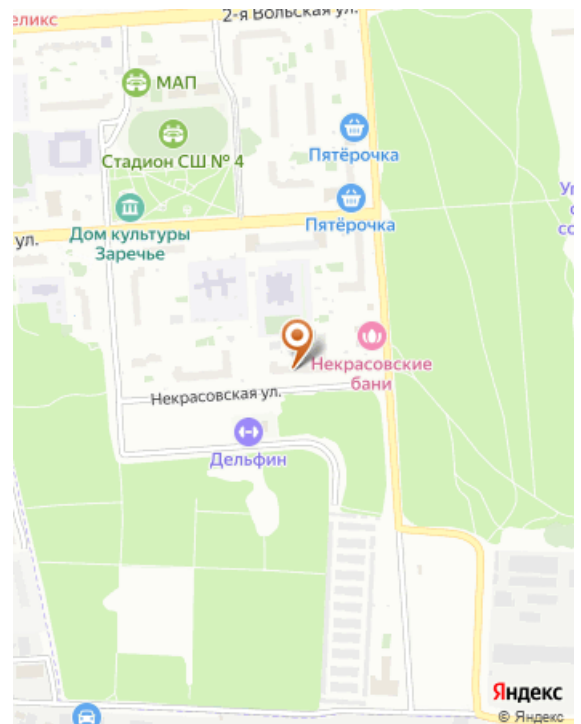 2-я Вольская ул.
еликс
МАП
Стадион СШ № 4
Пятёрочка
Пятёрочка
Дом культуры
Заречье
ул.
Некрасовские
бани
Некрасовская ул.
Дельфин
Яндекс
© Яндекс